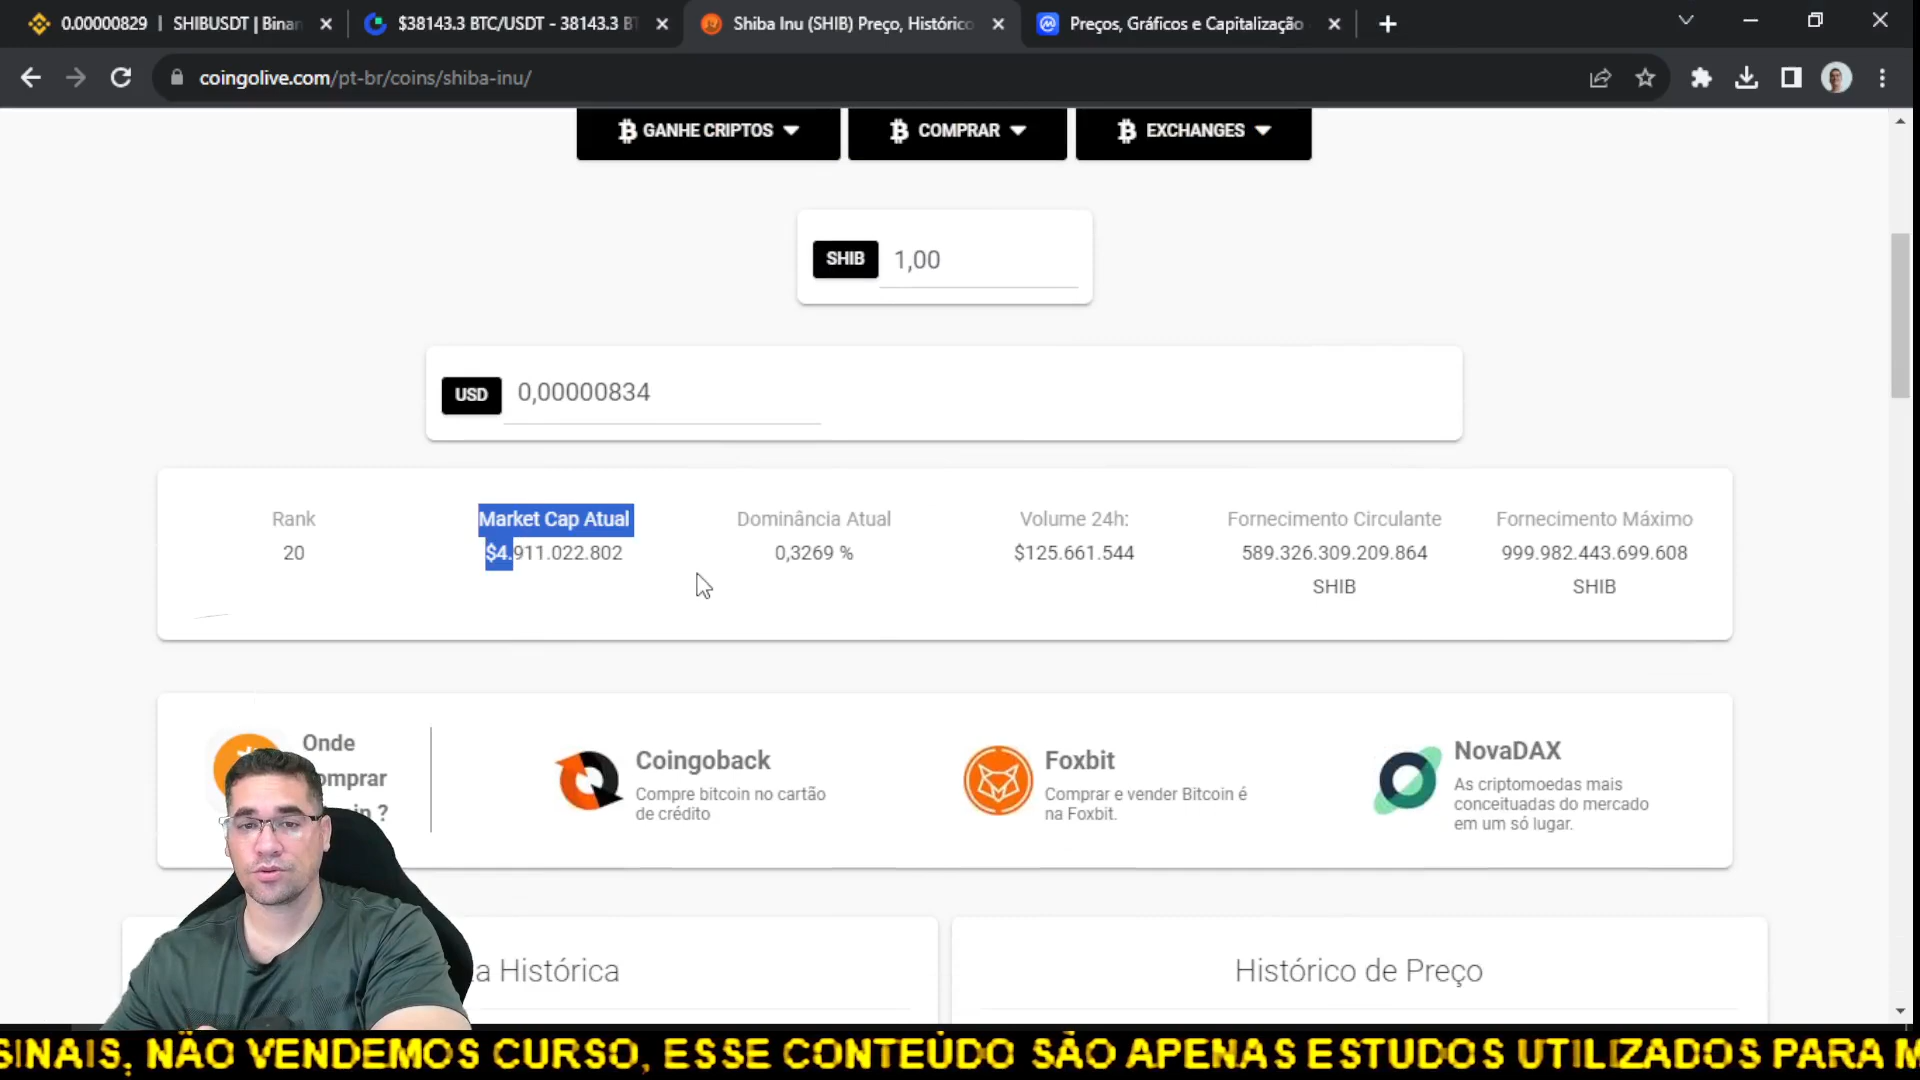 0.00000829 | SHIBUSDT | Binan
$38143.3 BTC/USDT - 38143.3 BT
Shiba Inu (SHIB) Preço, Histórico
Preços, Gráficos e Capitalização
coingolive.com/pt-br/coins/shiba-inu/
GANHE CRIPTOS
COMPRAR
EXCHANGES
SHIB 1,00
USD 0,00000834
Rank
20
Market Cap Atual
$4.911.022.802
Dominância Atual
0,3269 %
Volume 24h:
$125.661.544
Fornecimento Circulante
589.326.309.209.864
SHIB
Fornecimento Máximo
999.982.443.699.608
SHIB
Onde
omprar
?
Coingoback
Compre bitcoin no cartão
de crédito
Foxbit
Comprar e vender Bitcoin é
na Foxbit.
NovaDAX
As criptomoedas mais
conceituadas do mercado
em um só lugar.
a Histórica
Histórico de Preço
SINAIS, NÃO VENDEMOS CURSO, ESSE CONTEÚDO SÃO APENAS ESTUDOS UTILIZADOS PARA M